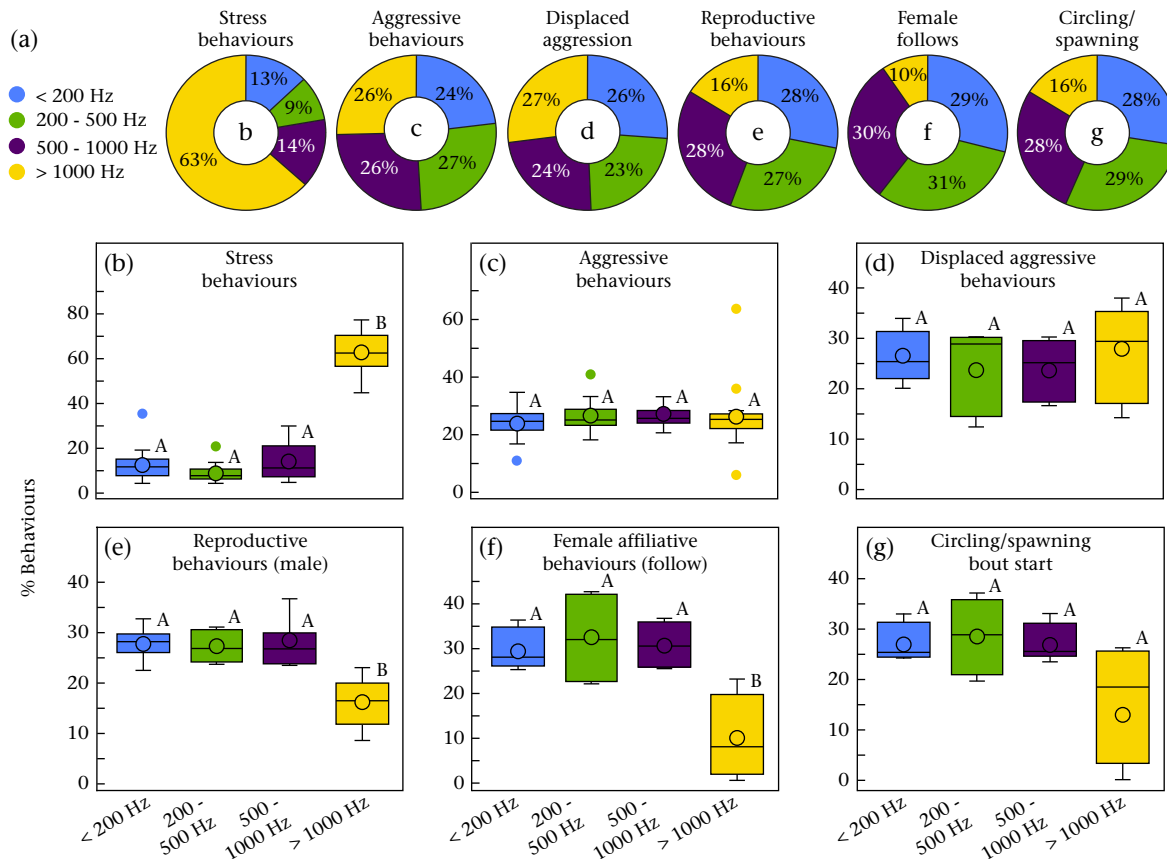 (a)
Stress
behaviours
Aggressive
behaviours
Displaced
aggression
Reproductive
behaviours
Female
follows
Circling/
spawning
< 200 Hz
200 - 500 Hz
500 - 1000 Hz
> 1000 Hz
13%
9%
14%
63%
b
24%
27%
26%
26%
c
26%
23%
24%
27%
d
28%
27%
28%
16%
e
29%
31%
30%
10%
f
28%
29%
28%
16%
g
% Behaviours
(b)
Stress
behaviours
80
60
40
20
0
A
A
A
B
(c)
Aggressive
behaviours
60
40
20
0
A
A
A
A
(d)
Displaced aggressive
behaviours
40
30
20
10
0
A
A
A
A
(e)
Reproductive
behaviours (male)
40
30
20
10
0
A
A
A
B
< 200 Hz
200 -
500 Hz
500 -
1000 Hz
> 1000 Hz
(f)
Female affiliative
behaviours (follow)
40
30
20
10
0
A
A
A
B
< 200 Hz
200 -
500 Hz
500 -
1000 Hz
> 1000 Hz
(g)
Circling/spawning
bout start
40
30
20
10
0
A
A
A
A
< 200 Hz
200 -
500 Hz
500 -
1000 Hz
> 1000 Hz